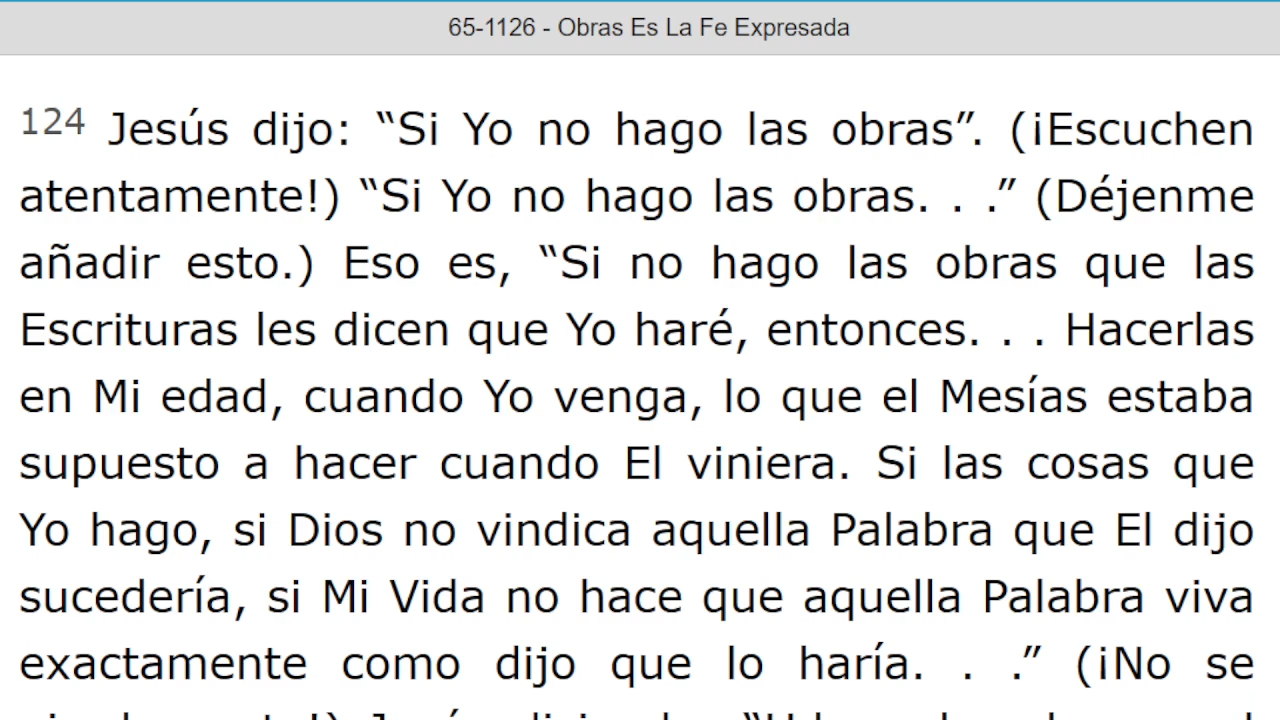 65-1126 - Obras Es La Fe Expresada
124 Jesús dijo: “Si Yo no hago las obras”. (¡Escuchen
atentamente!) “Si Yo no hago las obras. . .” (Déjenme
añadir esto.) Eso es, “Si no hago las obras que las
Escrituras les dicen que Yo haré, entonces. . . Hacerlas
en Mi edad, cuando Yo venga, lo que el Mesías estaba
supuesto a hacer cuando El viniera. Si las cosas que
Yo hago, si Dios no vindica aquella Palabra que El dijo
sucedería, si Mi Vida no hace que aquella Palabra viva
exactamente como dijo que lo haría. . .” (¡No se